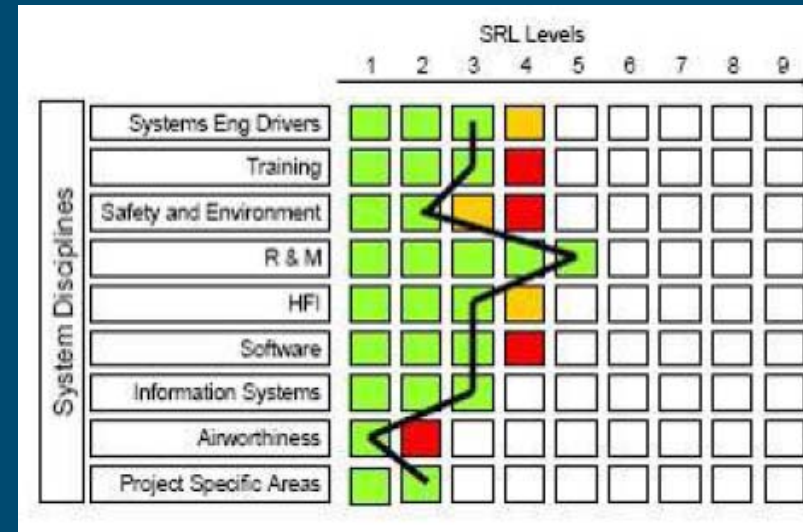 SRL Levels
1 2 3 4 5 6 7 8 9
System Disciplines
Systems Eng Drivers
Training
Safety and Environment
R & M
HFI
Software
Information Systems
Airworthiness
Project Specific Areas